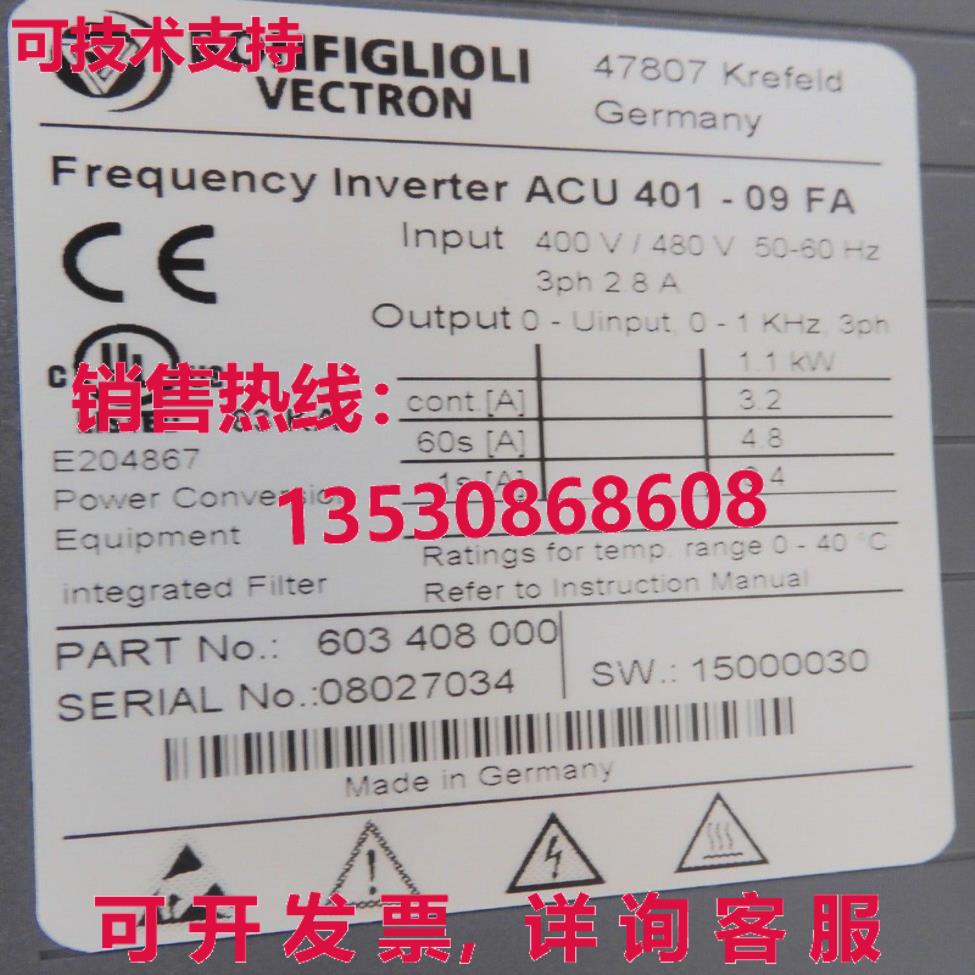 可技术支持
BONFIGLIOLI
VECTRON
47807 Krefeld
Germany
Frequency Inverter ACU 401 - 09 FA
CE
Input 400 V / 480 V 50-60 Hz
3ph 2.8 A
Output 0 - Uinput, 0 - 1 KHz, 3ph
1.1 kW
UL
销售热线：
cont.[A] 3.2
60s [A] 4.8
1s [A] 4
E204867
Power Conversion
Equipment
13530868608
Ratings for temp. range 0 - 40 °C
integrated Filter
Refer to Instruction Manual
PART No.: 603 408 000
SERIAL No.:08027034
SW.: 15000030
Made in Germany
可开发票, 详询客服